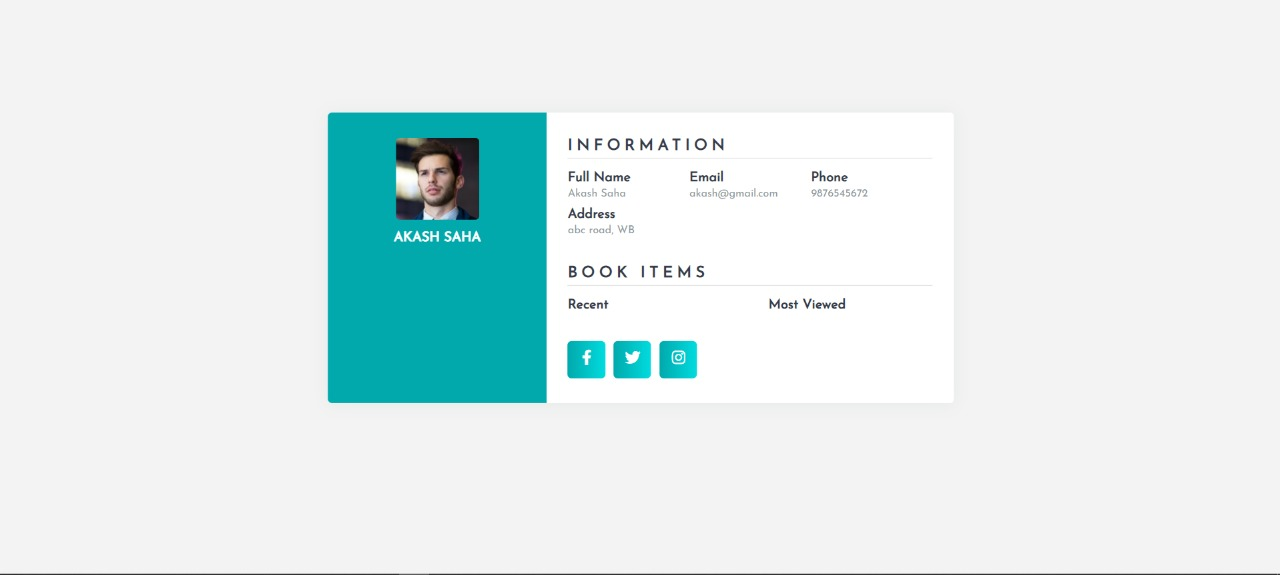 AKASH SAHA
INFORMATION
Full Name Email Phone
Akash Saha akash@gmail.com 9876545672
Address
abc road, WB
BOOK ITEMS
Recent Most Viewed